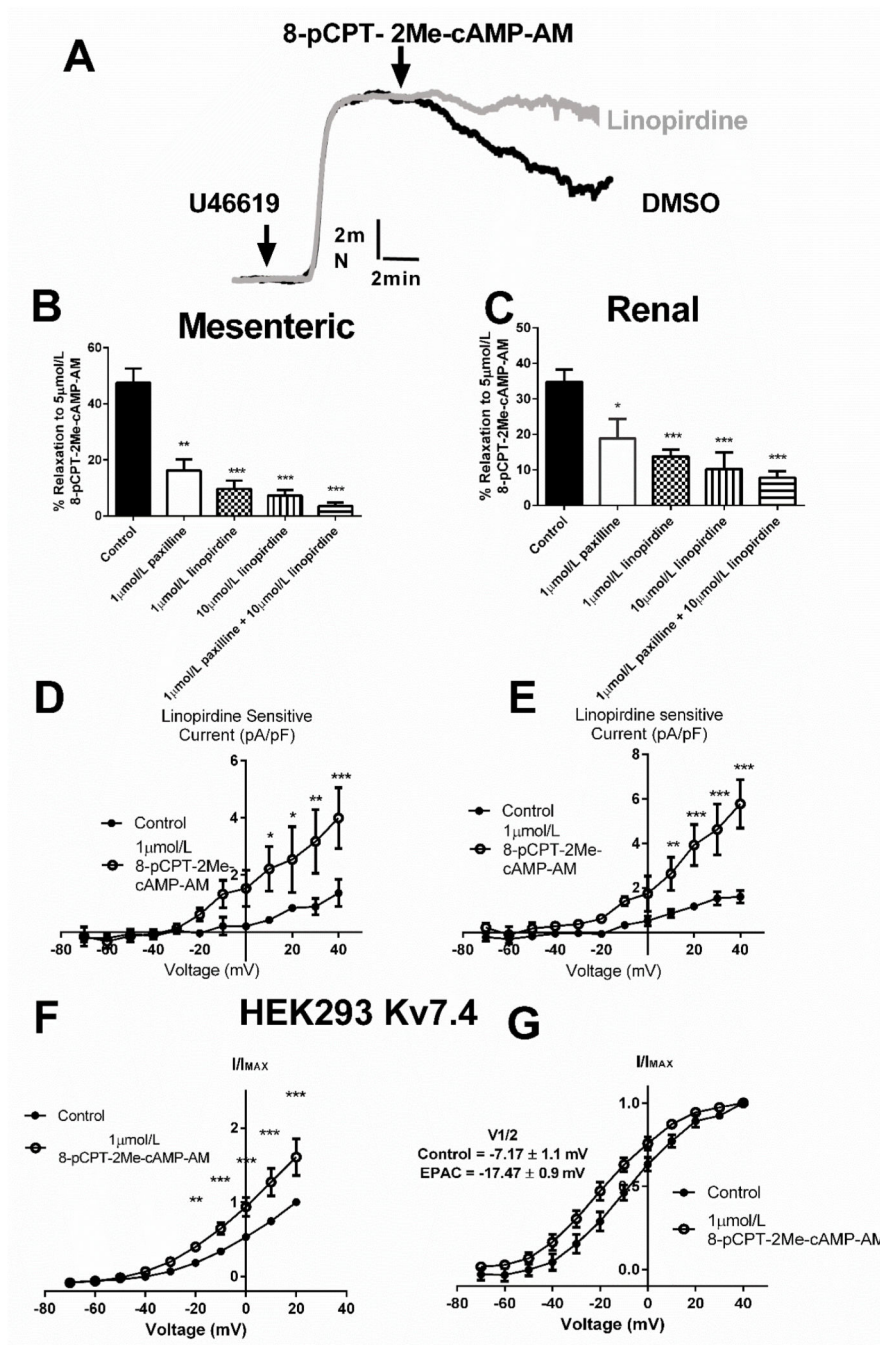 A
8-pCPT- 2Me-cAMP-AM
Linopirdine
U46619
DMSO
2m
N
2min
B
Mesenteric
% Relaxation to 5µmol/L
8-pCPT-2Me-cAMP-AM
60
40
20
0
**
***
***
***
Control
1µmol/L paxilline
1µmol/L linopirdine
10µmol/L linopirdine
1µmol/L paxilline + 10µmol/L linopirdine
C
Renal
% Relaxation to 5µmol/L
8-pCPT-2Me-cAMP-AM
50
40
30
20
10
0
*
***
***
***
Control
1µmol/L paxilline
1µmol/L linopirdine
10µmol/L linopirdine
1µmol/L paxilline + 10µmol/L linopirdine
D
Linopirdine Sensitive
Current (pA/pF)
6
4
2
Control
1µmol/L
8-pCPT-2Me-
cAMP-AM
* * ** ***
-80 -60 -40 -20 20 40 60
Voltage (mV)
E
Linopirdine sensitive
Current (pA/pF)
8
6
4
2
Control
1µmol/L
8-pCPT-2Me-
cAMP-AM
** *** *** ***
-80 -60 -40 -20 20 40 60
Voltage (mV)
HEK293 Kv7.4
F
I/IMAX
2
1
0
Control
1µmol/L
8-pCPT-2Me-cAMP-AM
** *** *** *** ***
-80 -60 -40 -20 0 20 40
Voltage (mV)
G
I/IMAX
1.0
0.5
0.0
V1/2
Control = -7.17 ± 1.1 mV
EPAC = -17.47 ± 0.9 mV
Control
1µmol/L
8-pCPT-2Me-cAMP-AM
-80 -60 -40 -20 0 20 40
Voltage (mV)